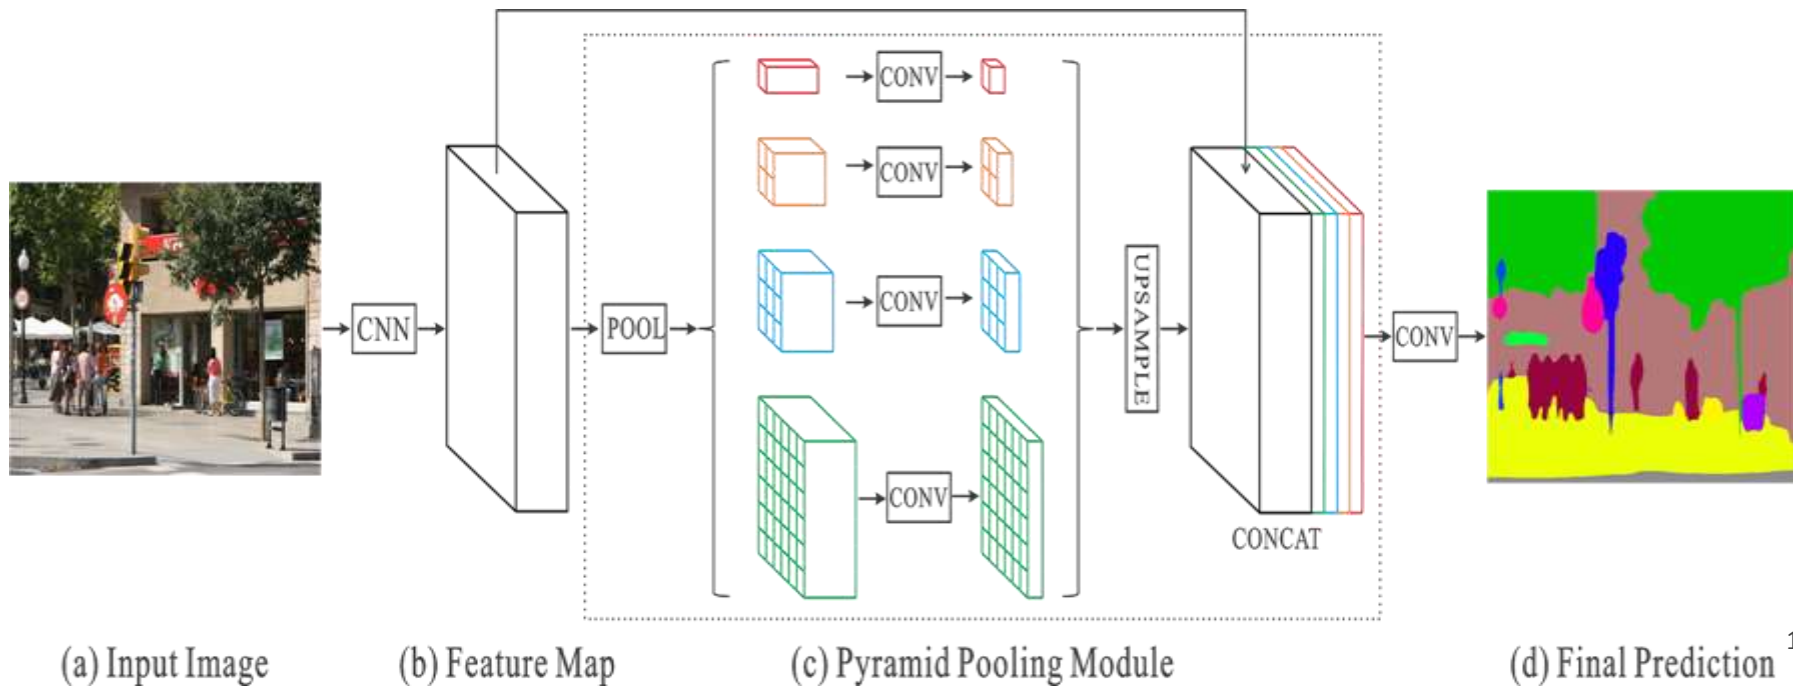 CONV
CONV
CNN
POOL
CONV
UPSAMPLE
CONV
CONV
CONCAT
(a) Input Image
(b) Feature Map
(c) Pyramid Pooling Module
(d) Final Prediction
1